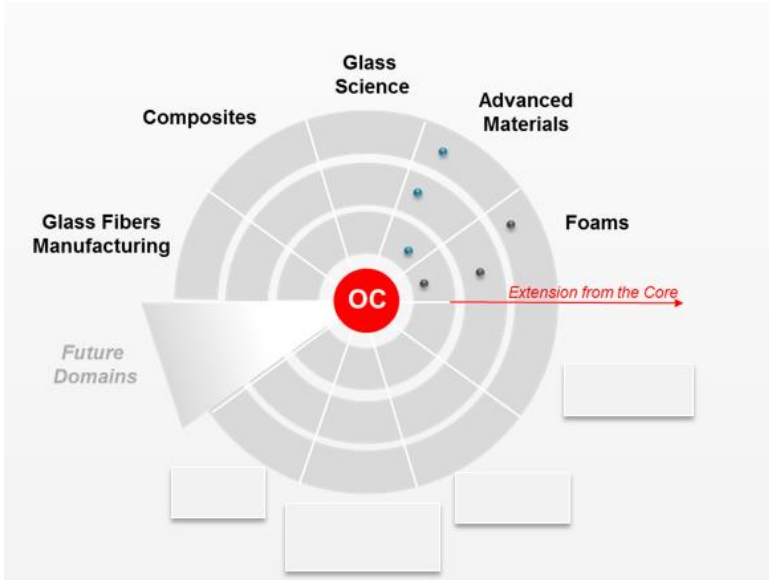 Glass
Science
Advanced
Materials
Composites
Glass Fibers
Manufacturing
Foams
OC
Extension from the Core
Future
Domains